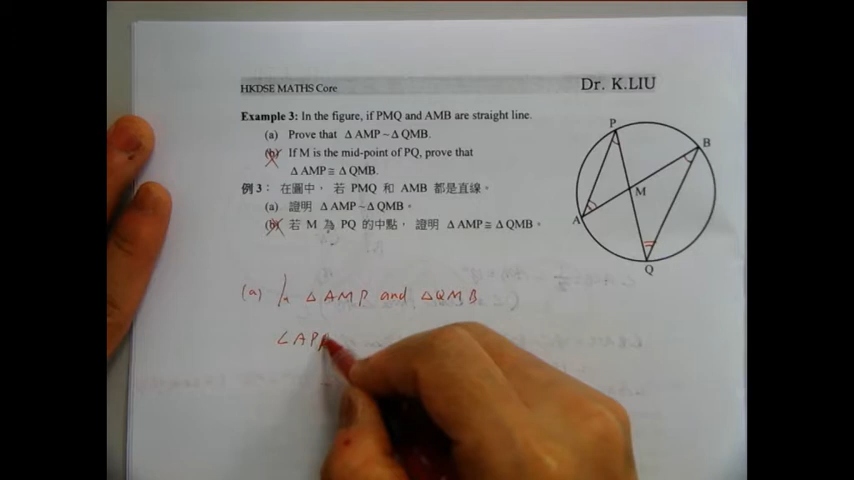 HKDSE MATHS Core
Dr. K.LIU
Example 3: In the figure, if PMQ and AMB are straight line.
(a) Prove that Δ AMP ~ Δ QMB.
(b) If M is the mid-point of PQ, prove that
Δ AMP ≅ Δ QMB.
例 3： 在圖中， 若 PMQ 和 AMB 都是直線。
(a) 證明 Δ AMP ~ Δ QMB。
(b) 若 M 為 PQ 的中點， 證明 Δ AMP ≅ Δ QMB。
P
B
M
A
Q
(a) In Δ AMP and Δ QMB
∠AP